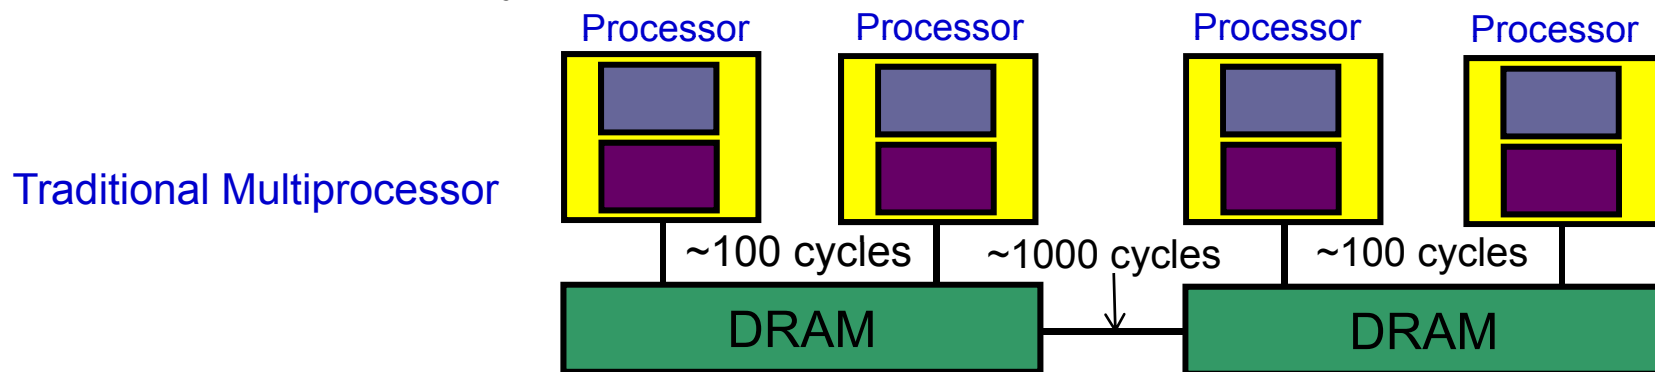 Processor
Processor
Processor
Processor
Traditional Multiprocessor
~100 cycles
~1000 cycles
~100 cycles
DRAM
DRAM